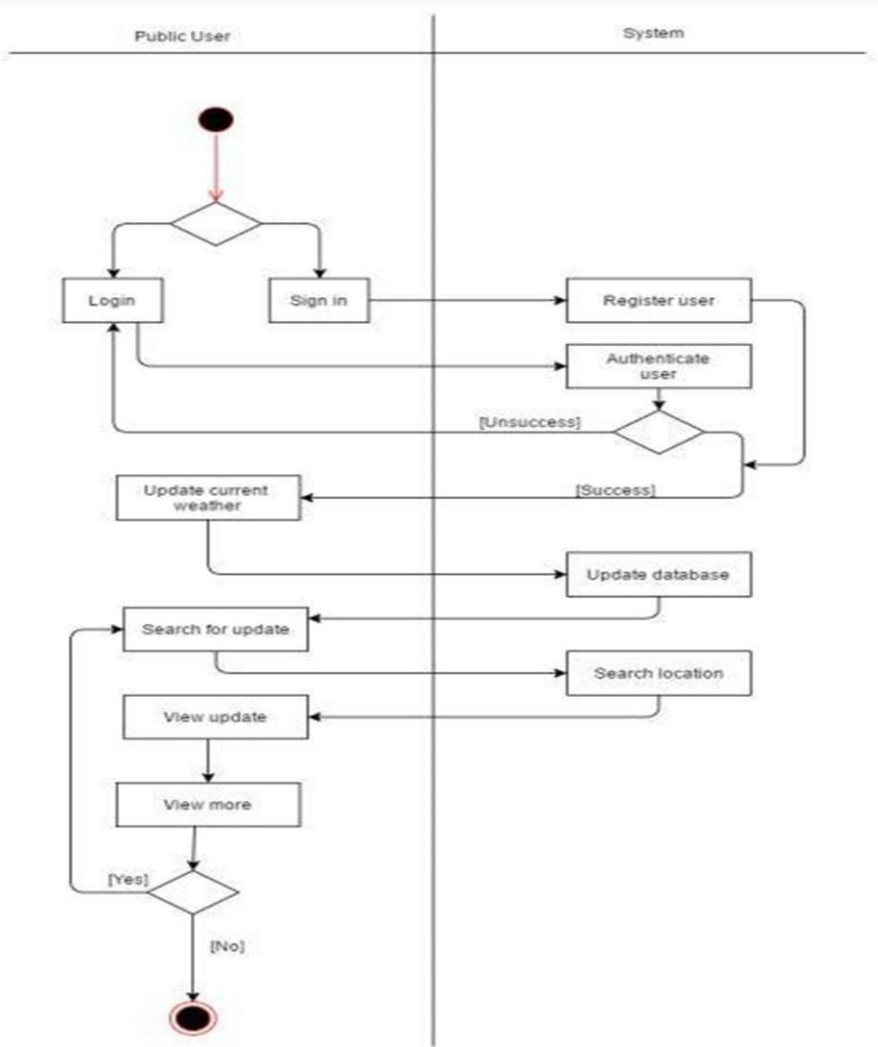 Public User
System
Login
Sign in
Register user
Authenticate
user
[Unsuccess]
[Success]
Update current
weather
Update database
Search for update
Search location
View update
View more
[Yes]
[No]